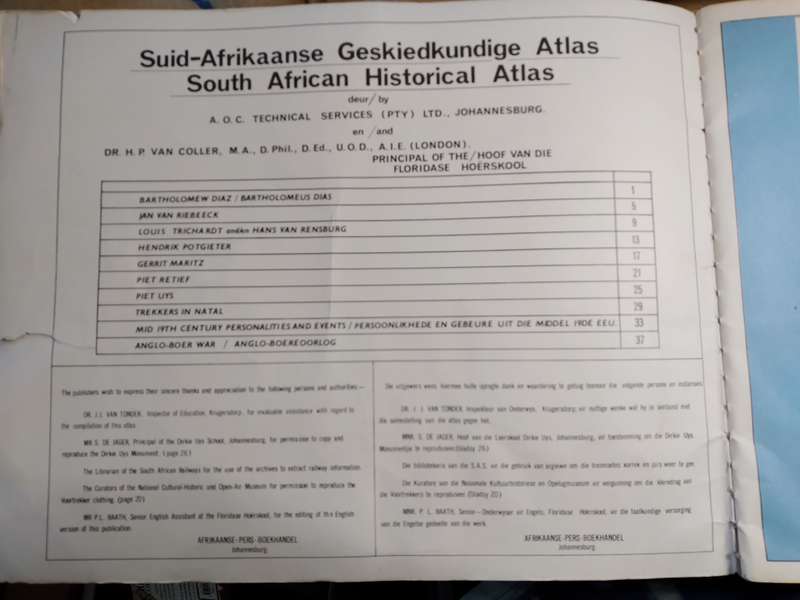 Suid-Afrikaanse Geskiedkundige Atlas
South African Historical Atlas
deur/by
A. O. C. TECHNICAL SERVICES (PTY) LTD., JOHANNESBURG.
en/and
DR. H. P. VAN COLLER, M. A., D. Phil., D. Ed., U. O. D., A. I. E. (LONDON).
PRINCIPAL OF THE/HOOF VAN DIE
FLORIDASE HOËRSKOOL
BARTHOLOMEW DIAZ / BARTHOLOMEUS DIAS 1
JAN VAN RIEBEECK 5
LOUIS TRICHARDT and/en HANS VAN RENSBURG 9
HENDRIK POTGIETER 13
GERRIT MARITZ 17
PIET RETIEF 21
PIET UYS 25
TREKKERS IN NATAL 29
MID 19TH CENTURY PERSONALITIES AND EVENTS / PERSOONLIKHEDE EN GEBEURE UIT DIE MIDDEL 19DE EEU. 33
ANGLO-BOER WAR / ANGLO-BOEREOORLOG 37
The publishers wish to express their sincere thanks and appreciation to the following persons and authorities—
DR. J. J. VAN TONDER, Inspector of Education, Krugersdorp, for invaluable assistance with regard to
the compilation of this atlas.
MR S. DE JAGER, Principal of the Dirkie Uys School, Johannesburg, for permission to copy and
reproduce the Dirkie Uys Monument. (page 26)
The Librarian of the South African Railways for the use of the archives to extract railway information.
The Curators of the National Cultural-Historic and Open-Air Museum for permission to reproduce the
Voortrekker clothing. (page 20)
MR P. L. BAATH, Senior English Assistant of the Floridase Hoërskool, for the editing of the English
version of this publication.
AFRIKAANSE-PERS-BOEKHANDEL
Johannesburg
Die uitgewers wens hiermee hulle opregte dank en waardering te betuig teenoor die volgende persone en instansies
DR. J. J. VAN TONDER, Inspekteur van Onderwys, Krugersdorp, vir nuttige wenke wat hy in verband met
die samestelling van die atlas gegee het.
MNR. S. DE JAGER, Hoof van die Laerskool Dirkie Uys, Johannesburg, vir toestemming om die Dirkie Uys
Monumentjie te reproduseer. (bladsy 26)
Die bibliotekaris van die S.A.S. vir die gebruik van argiewe om die treinroetes korrek en juis weer te gee.
Die Kurators van die Nasionale Kultuurhistoriese en Opelugmuseum vir vergunning om die kleredrag van
die Voortrekkers te reproduseer. (bladsy 20)
MNR. P. L. BAATH, Senior-Onderwyser vir Engels, Floridase Hoërskool, vir die taalkundige versorging
van die Engelse gedeelte van die werk.
AFRIKAANSE-PERS-BOEKHANDEL
Johannesburg